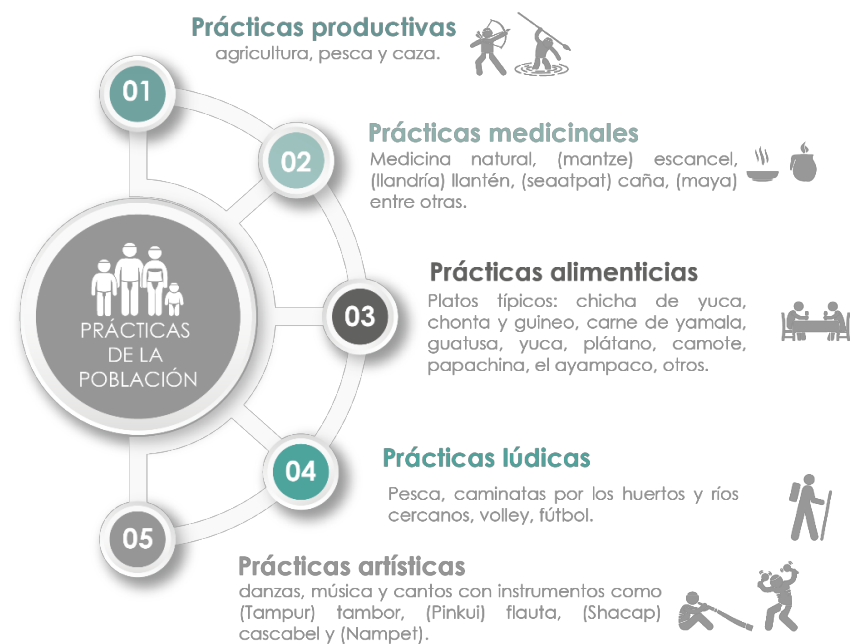 Prácticas productivas
agricultura, pesca y caza.
01
02
Prácticas medicinales
Medicina natural, (mantze) escancel,
(llandría) llantén, (seaatpat) caña, (maya)
entre otras.
Prácticas alimenticias
Platos típicos: chicha de yuca,
chonta y guineo, carne de yamala,
guatusa, yuca, plátano, camote,
papachina, el ayampaco, otros.
03
PRÁCTICAS
DE LA
POBLACIÓN
04
Prácticas lúdicas
Pesca, caminatas por los huertos y ríos
cercanos, volley, fútbol.
05
Prácticas artísticas
danzas, música y cantos con instrumentos como
(Tampur) tambor, (Pinkui) flauta, (Shacap)
cascabel y (Nampet).